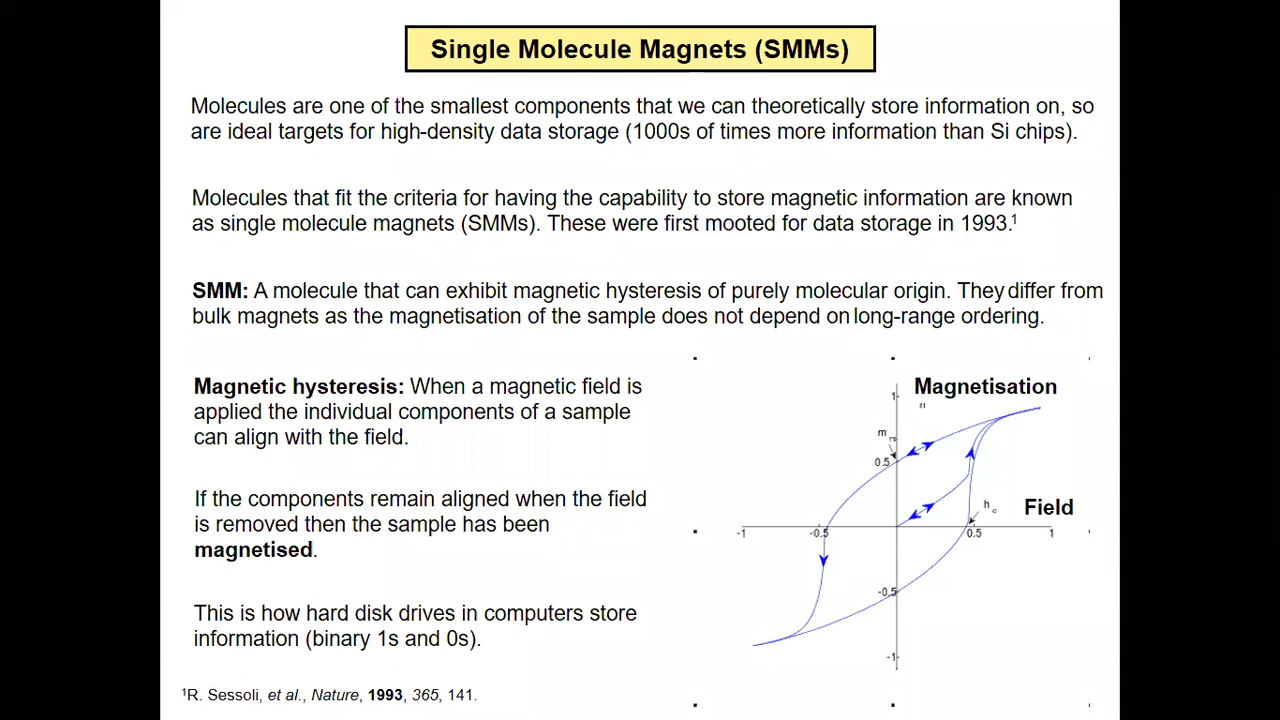 Single Molecule Magnets (SMMs)
Molecules are one of the smallest components that we can theoretically store information on, so
are ideal targets for high-density data storage (1000s of times more information than Si chips).
Molecules that fit the criteria for having the capability to store magnetic information are known
as single molecule magnets (SMMs). These were first mooted for data storage in 1993.¹
SMM: A molecule that can exhibit magnetic hysteresis of purely molecular origin. They differ from
bulk magnets as the magnetisation of the sample does not depend on long-range ordering.
Magnetic hysteresis: When a magnetic field is
applied the individual components of a sample
can align with the field.
If the components remain aligned when the field
is removed then the sample has been
magnetised.
This is how hard disk drives in computers store
information (binary 1s and 0s).
Magnetisation
1
m rs
0.5
h c
Field
-1
-0.5
0.5
1
-0.5
-1
¹R. Sessoli, et al., Nature, 1993, 365, 141.